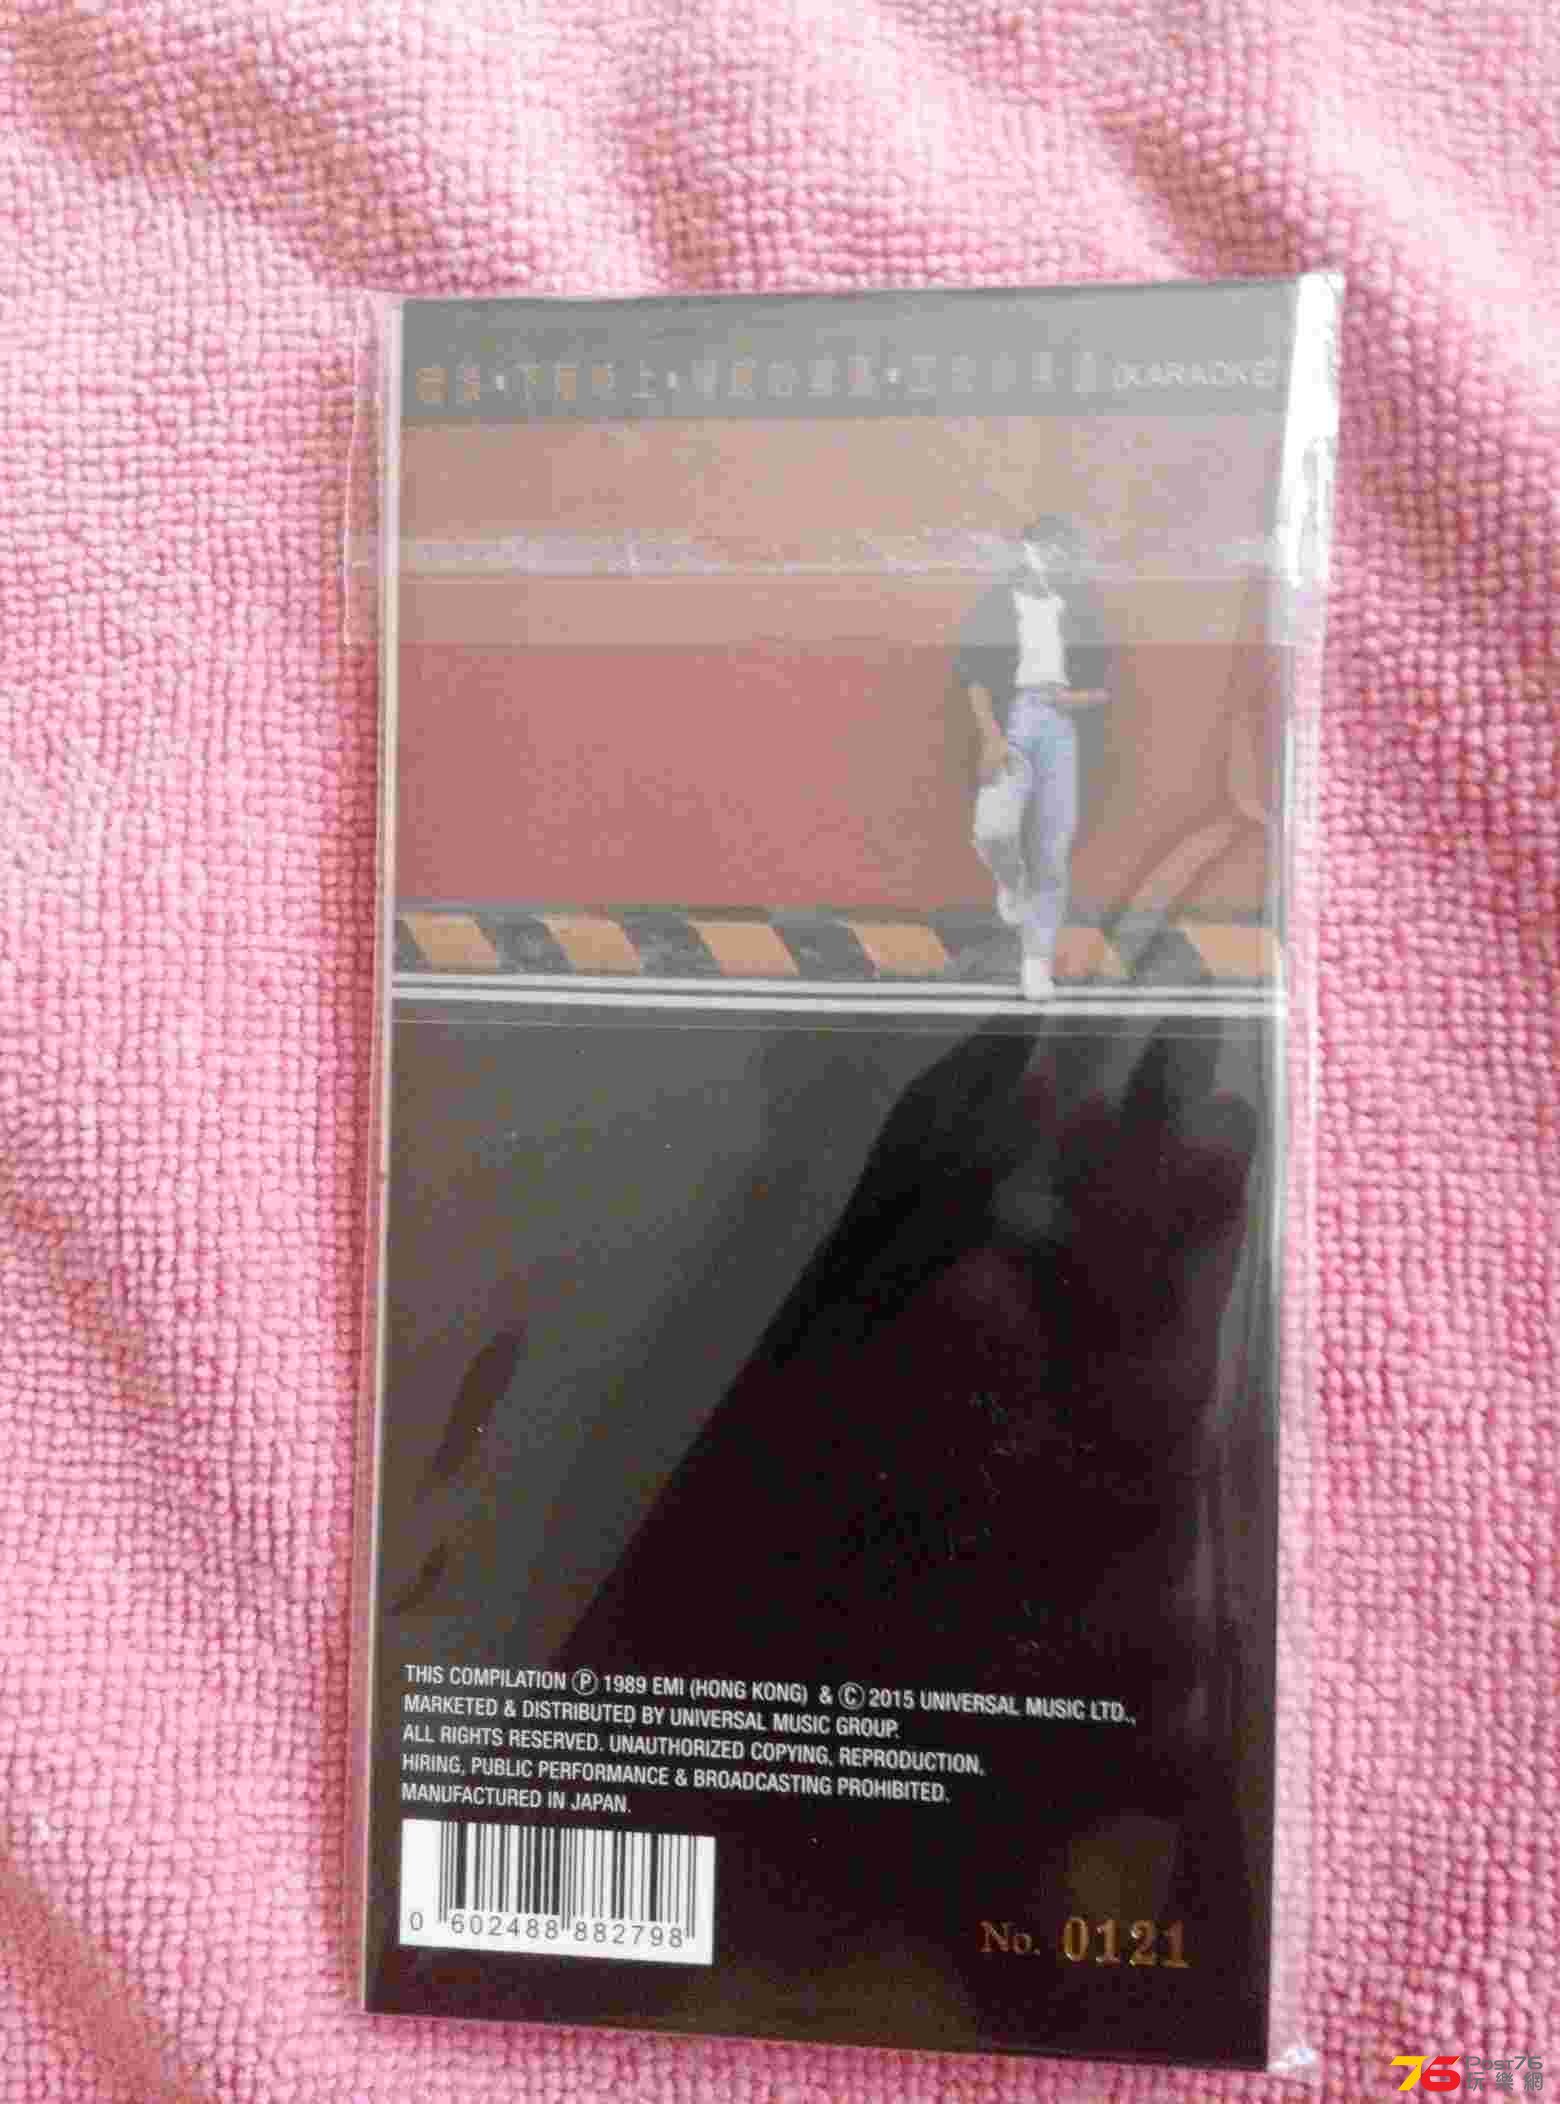 (KARAOKE)
THIS COMPILATION Ⓟ 1989 EMI (HONG KONG) & Ⓒ 2015 UNIVERSAL MUSIC LTD.,
MARKETED & DISTRIBUTED BY UNIVERSAL MUSIC GROUP.
ALL RIGHTS RESERVED. UNAUTHORIZED COPYING, REPRODUCTION,
HIRING, PUBLIC PERFORMANCE & BROADCASTING PROHIBITED.
MANUFACTURED IN JAPAN.
0 602488 882798
No. 0121
76 Post76
玩樂網